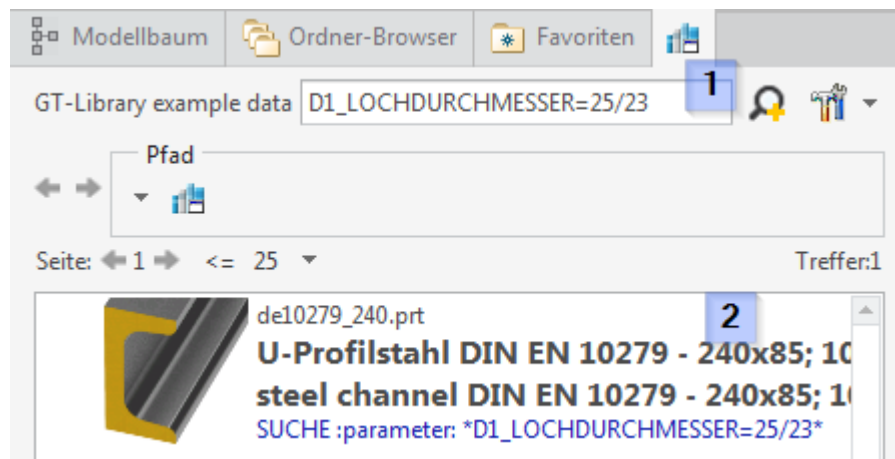 Modellbaum Ordner-Browser Favoriten
1
GT-Library example data D1_LOCHDURCHMESSER=25/23
Pfad
Seite: 1 <= 25 Treffer:1
2
de10279_240.prt
U-Profilstahl DIN EN 10279 - 240x85; 10
steel channel DIN EN 10279 - 240x85; 1
SUCHE :parameter: *D1_LOCHDURCHMESSER=25/23*